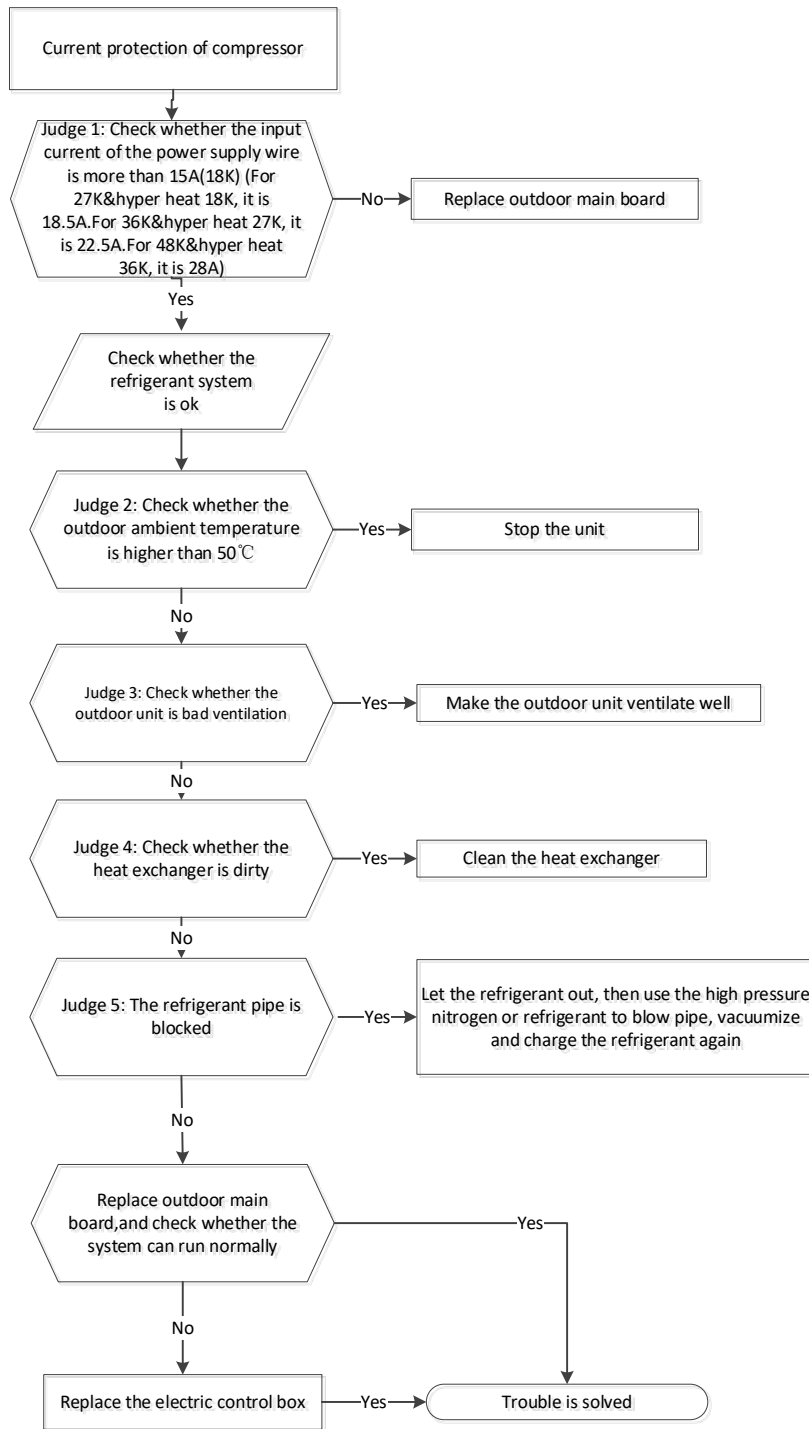 Current protection of compressor
Judge 1: Check whether the input
current of the power supply wire
is more than 15A(18K) (For
27K&hyper heat 18K, it is
18.5A.For 36K&hyper heat 27K, it
is 22.5A.For 48K&hyper heat
36K, it is 28A)
No
Replace outdoor main board
Yes
Check whether the
refrigerant system
is ok
Judge 2: Check whether the
outdoor ambient temperature
is higher than 50℃
Yes
Stop the unit
No
Judge 3: Check whether the
outdoor unit is bad ventilation
Yes
Make the outdoor unit ventilate well
No
Judge 4: Check whether the
heat exchanger is dirty
Yes
Clean the heat exchanger
No
Judge 5: The refrigerant pipe is
blocked
Yes
Let the refrigerant out, then use the high pressure
nitrogen or refrigerant to blow pipe, vacuumize
and charge the refrigerant again
No
Replace outdoor main
board,and check whether the
system can run normally
Yes
No
Replace the electric control box
Yes
Trouble is solved